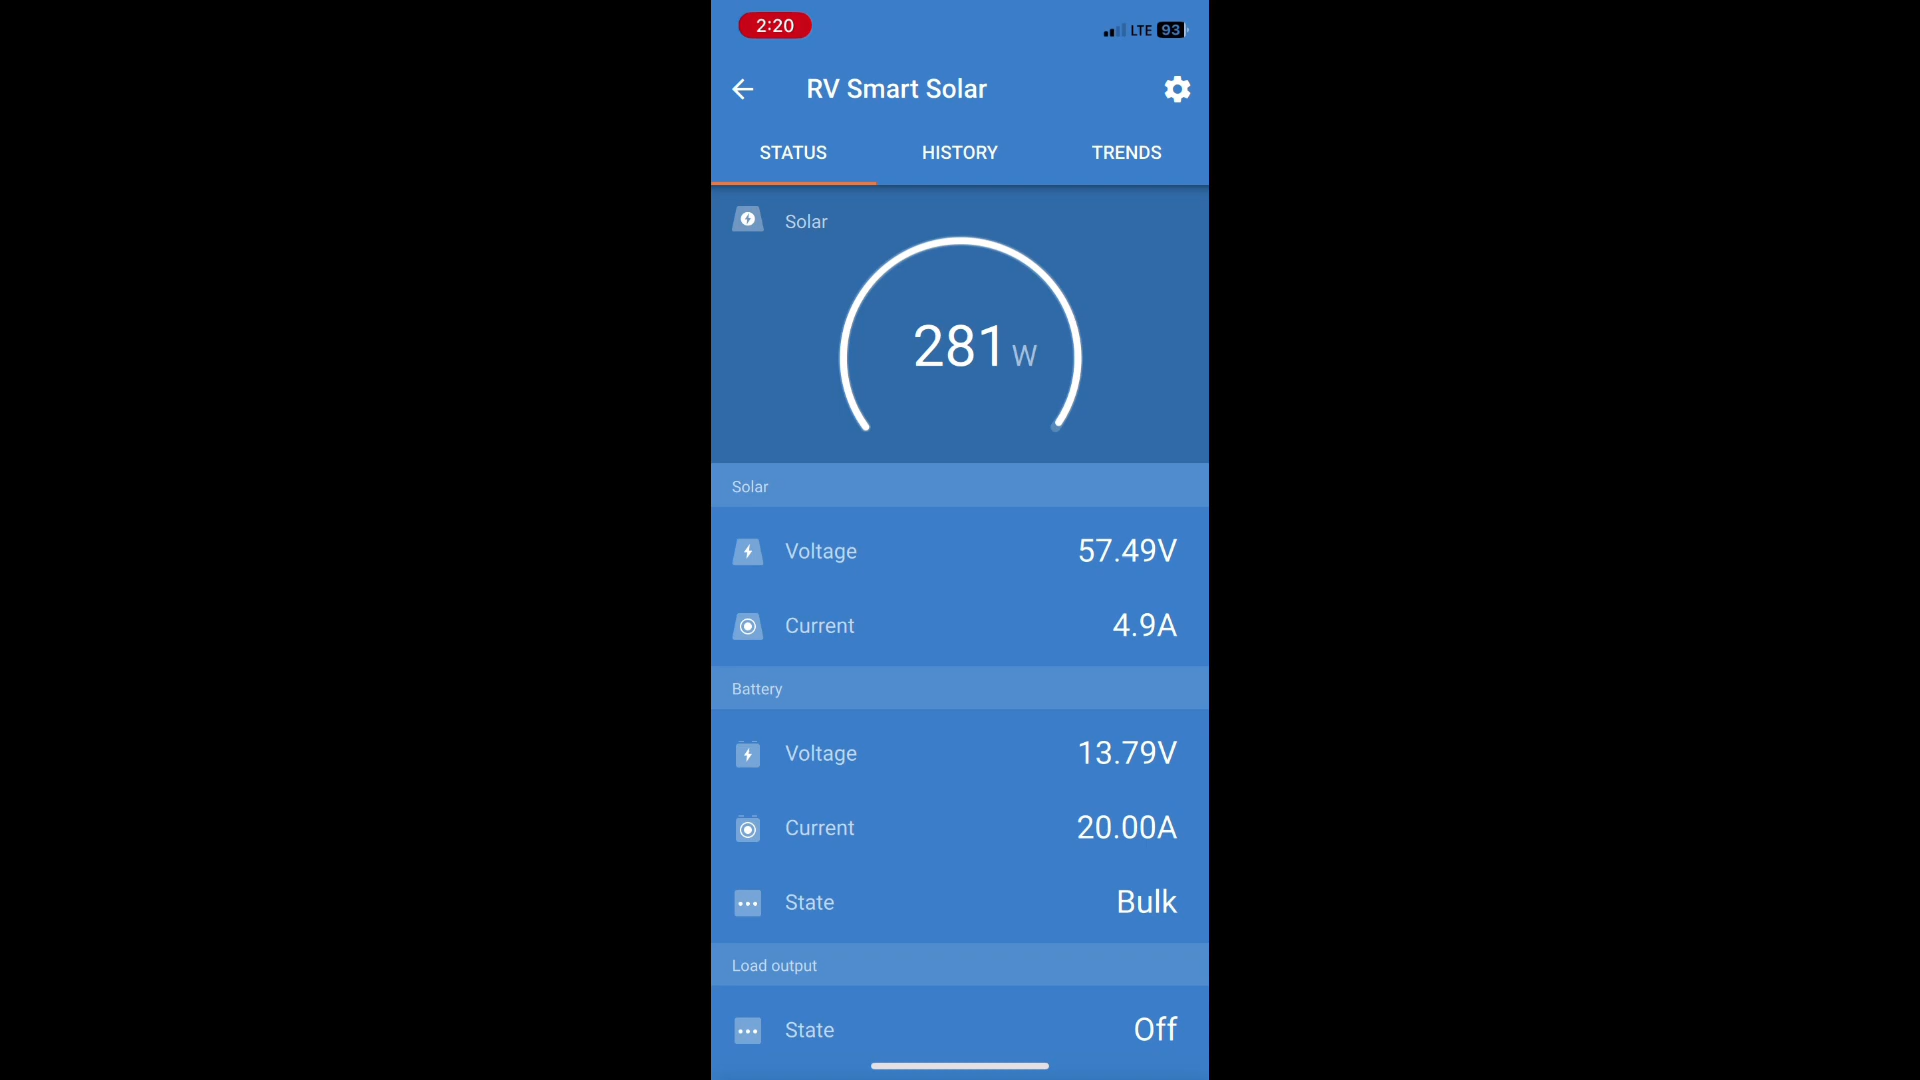 2:20
LTE 93
RV Smart Solar
STATUS HISTORY TRENDS
Solar
281 W
Solar
Voltage 57.49V
Current 4.9A
Battery
Voltage 13.79V
Current 20.00A
State Bulk
Load output
State Off